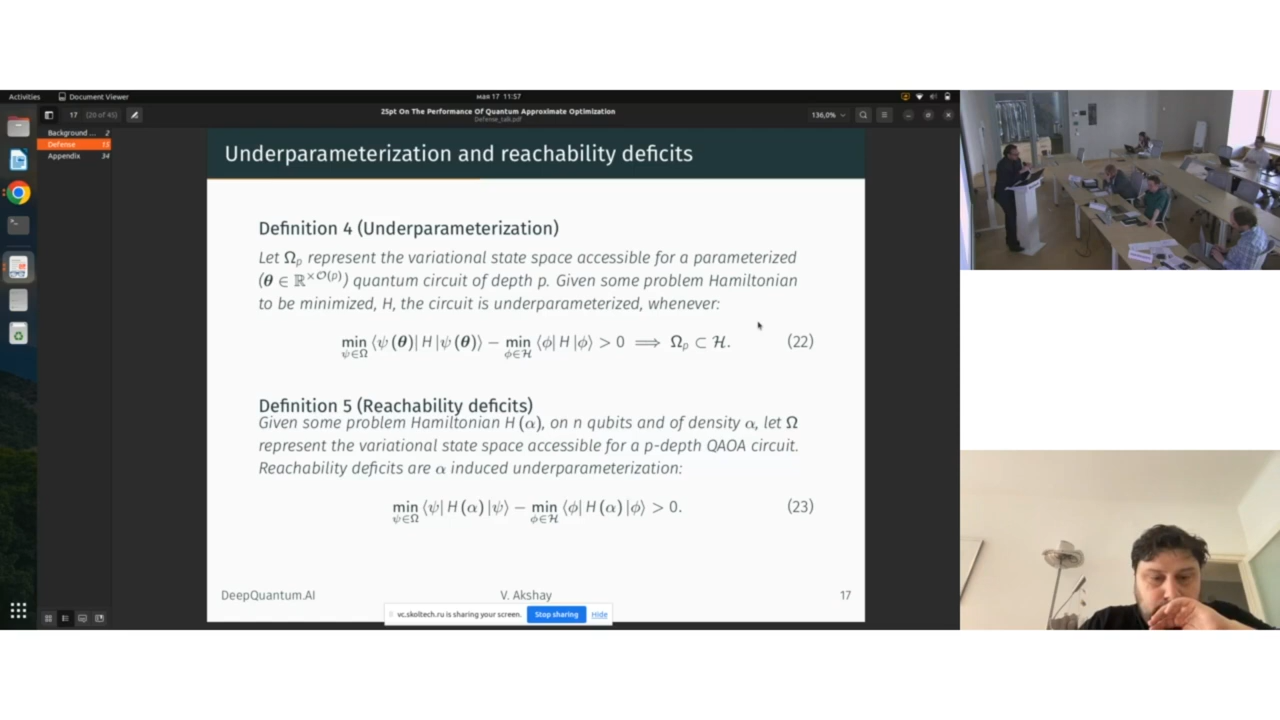 Activities
Document Viewer
мая 17 11:57
17 (20 of 45)
25pt On The Performance Of Quantum Approximate Optimization
Defense_talk.pdf
136,0%
Background ... 2
Defense 13
Appendix 34
Underparameterization and reachability deficits
Definition 4 (Underparameterization)
Let Ωₚ represent the variational state space accessible for a parameterized
(θ ∈ ℝ^{×𝒪(p)}) quantum circuit of depth p. Given some problem Hamiltonian
to be minimized, H, the circuit is underparameterized, whenever:
min_{ψ∈Ω} ⟨ψ(θ)| H |ψ(θ)⟩ − min_{φ∈ℋ} ⟨φ| H |φ⟩ > 0 ⟹ Ωₚ ⊂ ℋ. (22)
Definition 5 (Reachability deficits)
Given some problem Hamiltonian H(α), on n qubits and of density α, let Ω
represent the variational state space accessible for a p-depth QAOA circuit.
Reachability deficits are α induced underparameterization:
min_{ψ∈Ω} ⟨ψ| H(α) |ψ⟩ − min_{φ∈ℋ} ⟨φ| H(α) |φ⟩ > 0. (23)
DeepQuantum.AI V. Akshay 17
vc.skoltech.ru is sharing your screen. Stop sharing Hide